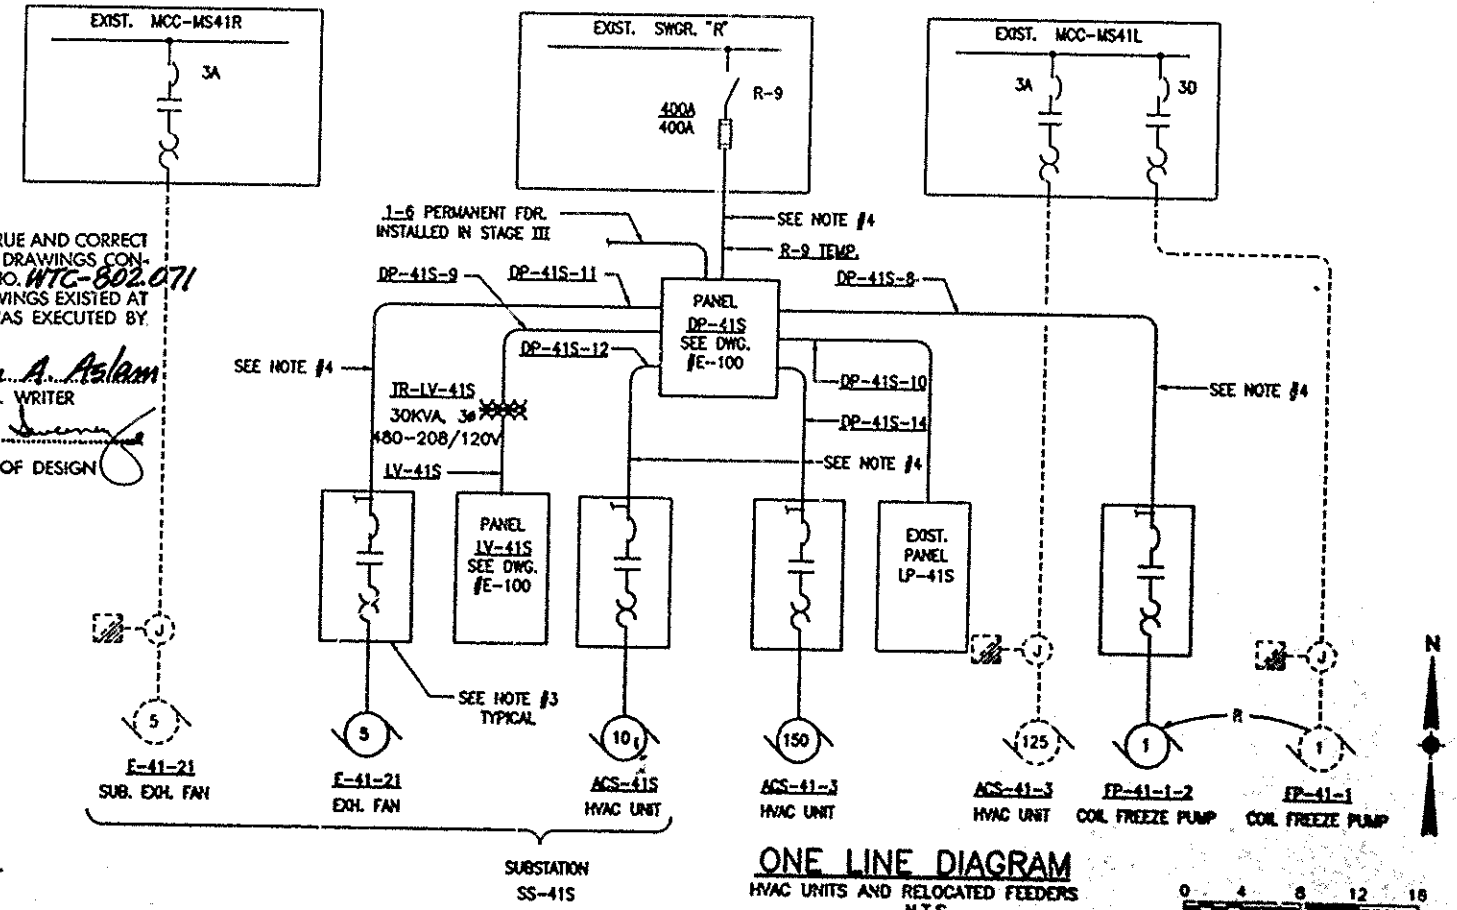 EXIST. MCC-MS41R
3A
EXIST. SWGR. "R"
R-9
400A
400A
EXIST. MCC-MS41L
3A
3D
RUE AND CORRECT
DRAWINGS CON-
NO. WTC-802.071
WINGS EXISTED AT
WAS EXECUTED BY
A. Aslam
WRITER
OF DESIGN
1-6 PERMANENT FDR.
INSTALLED IN STAGE III
SEE NOTE #4
R-9 TEMP.
DP-41S-9
DP-41S-11
DP-41S-8
PANEL
DP-41S
SEE DWG.
#E-100
DP-41S-12
SEE NOTE #4
DP-41S-10
SEE NOTE #4
TR-LV-41S
30KVA, 3ø
480-208/120V
DP-41S-14
SEE NOTE #4
LV-41S
PANEL
LV-41S
SEE DWG.
#E-100
EXIST.
PANEL
LP-41S
J
J
J
SEE NOTE #3
TYPICAL
N
5
5
10
150
125
1
R
1
E-41-21
SUB. EXH. FAN
E-41-21
EXH. FAN
ACS-41S
HVAC UNIT
ACS-41-3
HVAC UNIT
ACS-41-3
HVAC UNIT
FP-41-1-2
COIL FREEZE PUMP
FP-41-1
COIL FREEZE PUMP
SUBSTATION
SS-41S
ONE LINE DIAGRAM
HVAC UNITS AND RELOCATED FEEDERS
N.T.S.
0 4 8 12 16